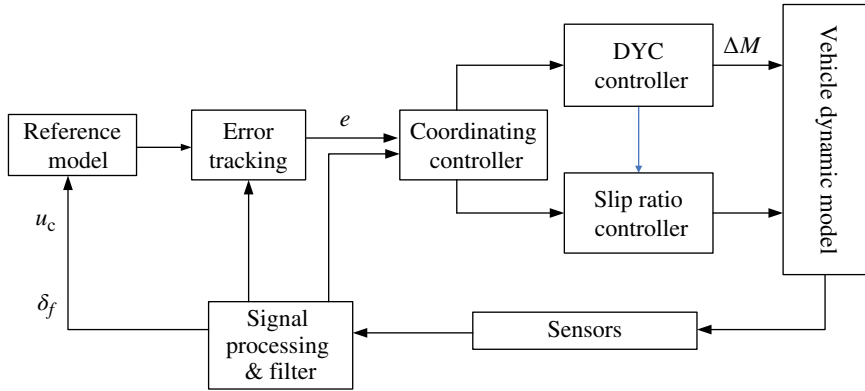 DYC
controller
ΔM
Vehicle dynamic model
Reference
model
Error
tracking
e
Coordinating
controller
Slip ratio
controller
u_c
δ_f
Signal
processing
& filter
Sensors